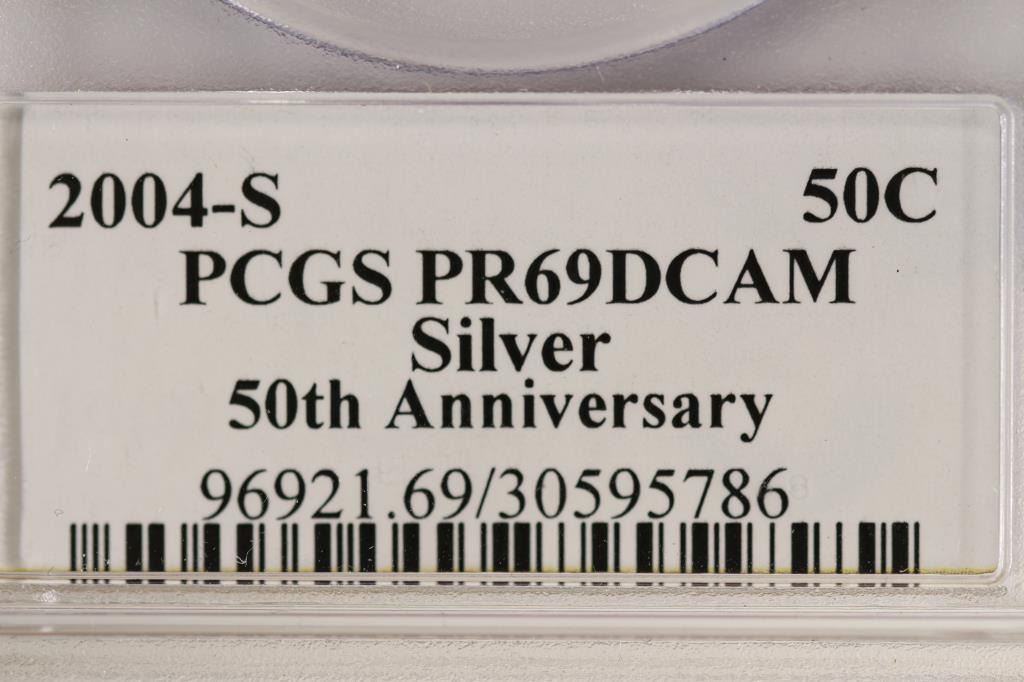 2004-S 50C
PCGS PR69DCAM
Silver
50th Anniversary
96921.69/30595786